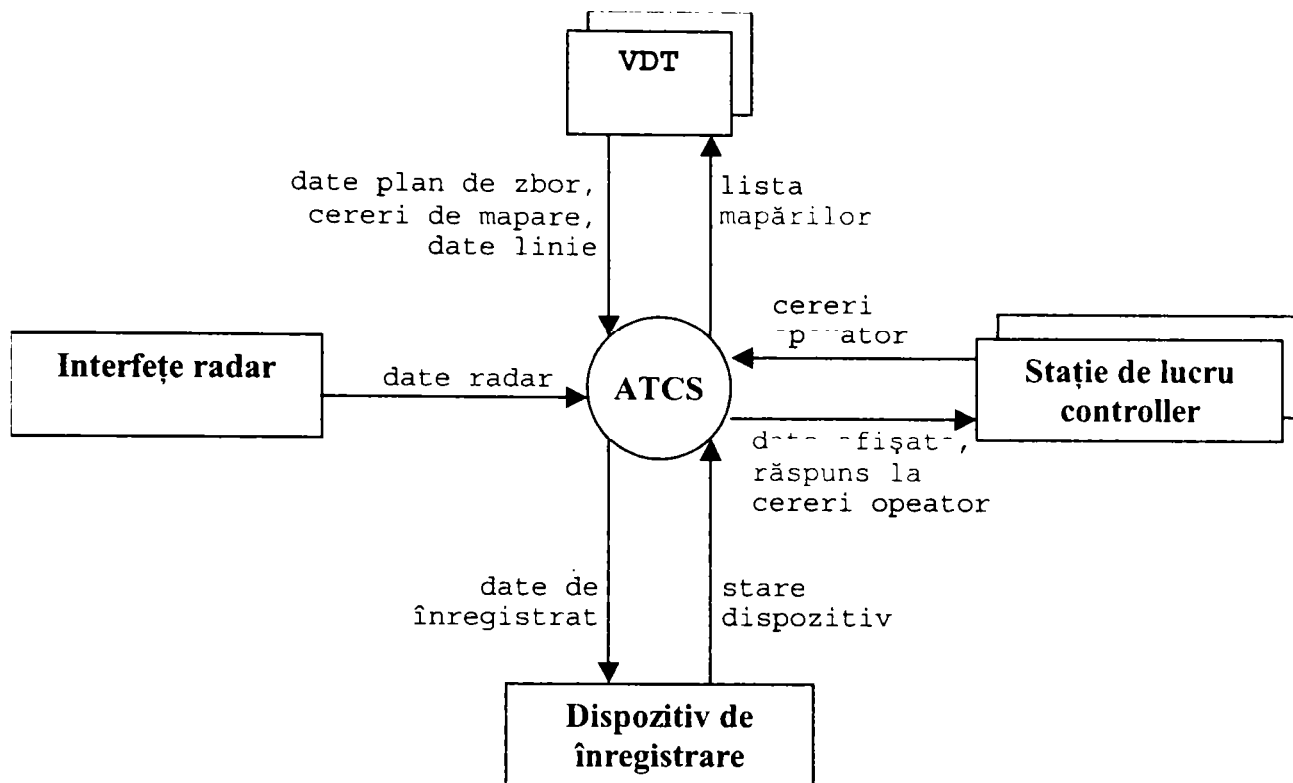 VDT
date plan de zbor,
cereri de mapare,
date linie
lista
mapărilor
cereri
Interfețe radar
date radar
ATCS
Stație de lucru
controller
răspuns la
cereri opeator
date de
înregistrat
stare
dispozitiv
Dispozitiv de
înregistrare